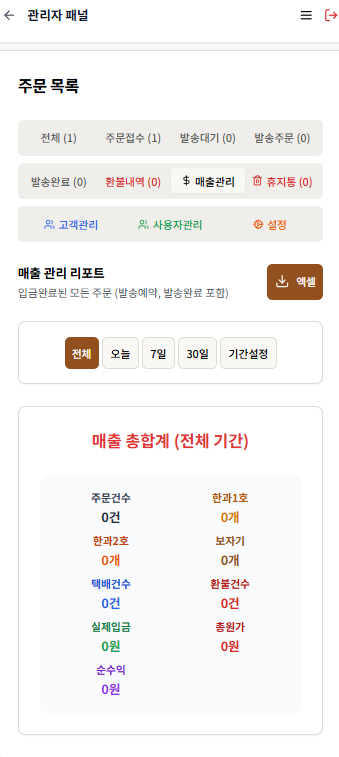 관리자 패널
주문 목록
전체 (1) 주문접수 (1) 발송대기 (0) 발송주문 (0)
발송완료 (0) 환불내역 (0) 매출관리 휴지통 (0)
고객관리 사용자관리 설정
매출 관리 리포트
입금완료된 모든 주문 (발송예약, 발송완료 포함)
엑셀
전체 오늘 7일 30일 기간설정
매출 총합계 (전체 기간)
주문건수 한과1호
0건 0개
한과2호 보자기
0개 0개
택배건수 환불건수
0건 0건
실제입금 총원가
0원 0원
순수익
0원